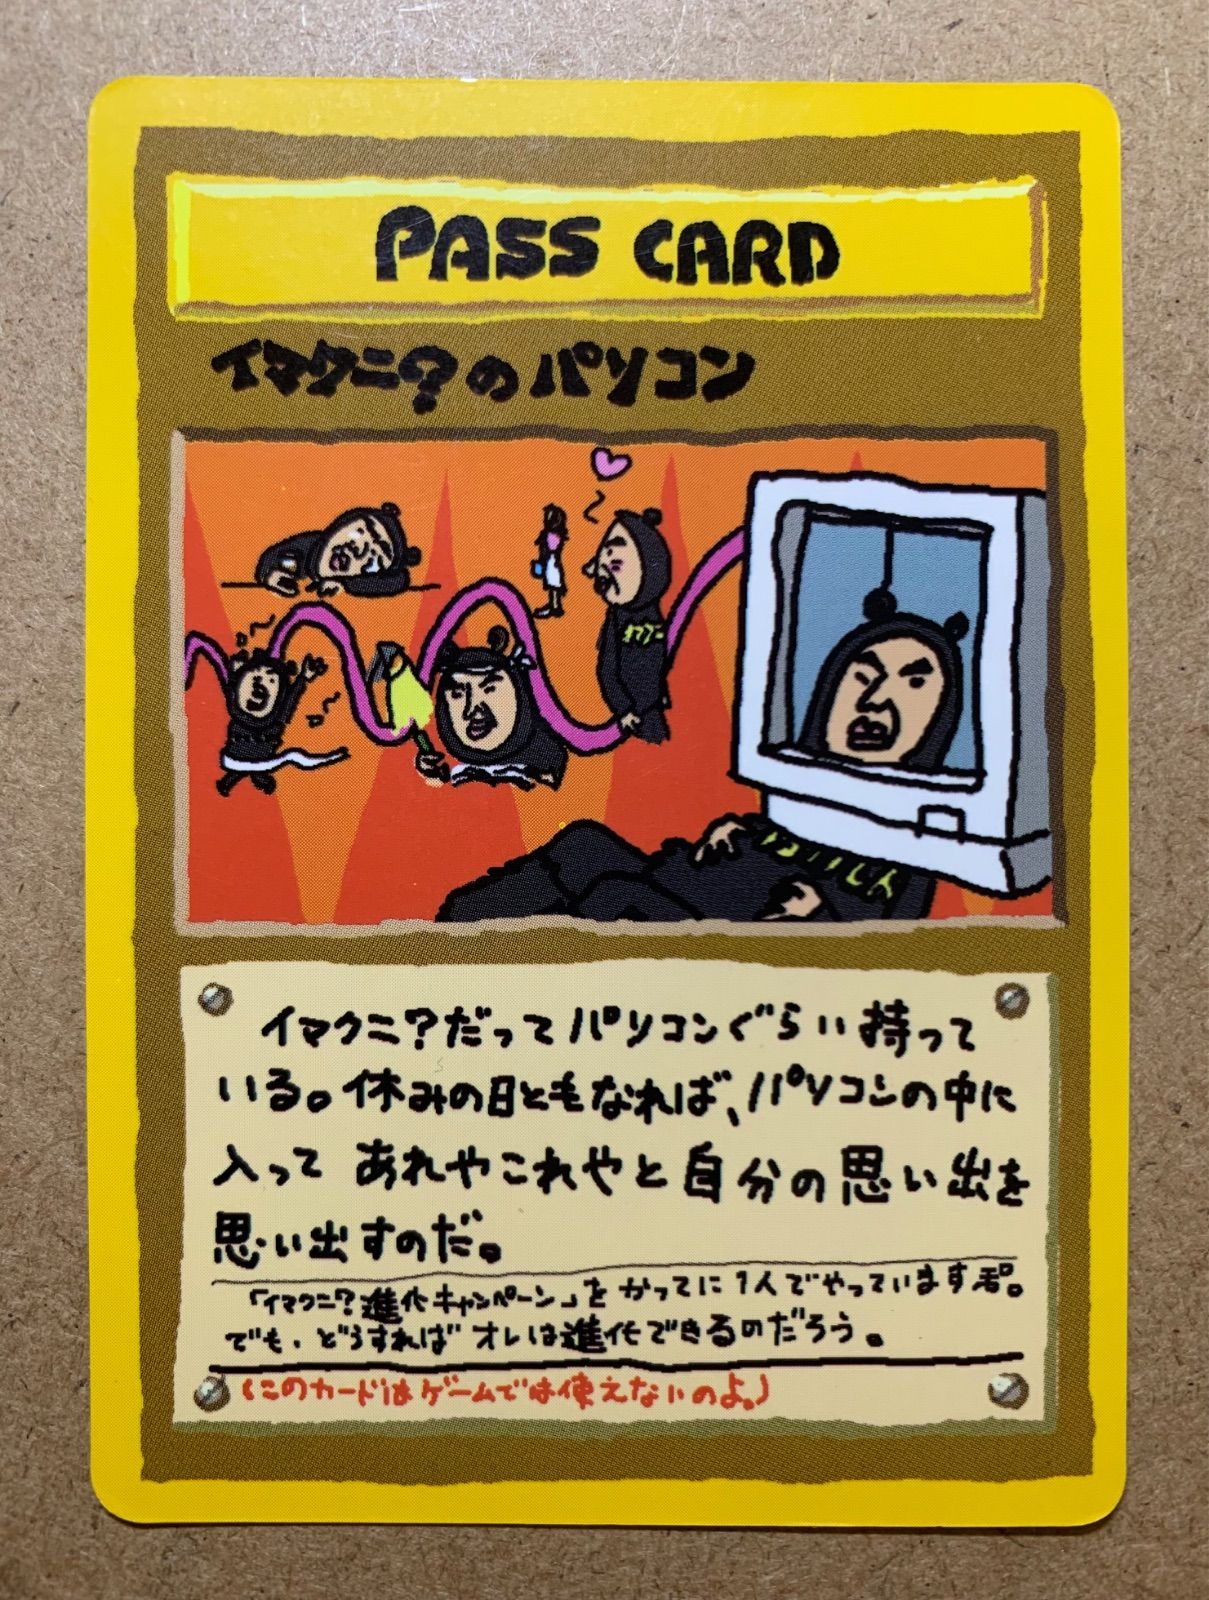 PASS CARD
イマクニ?のパソコン
イマクニ?だってパソコンぐらい持って
いる。休みの日ともなれば、パソコンの中に
入って あれやこれやと自分の思い出を
思い出すのだ。
「イマクニ?進化キャンペーン」をかってに1人でやっています君。
でも、どうすれば オレは進化できるのだろう。
(このカードはゲームでは使えないのよ。)